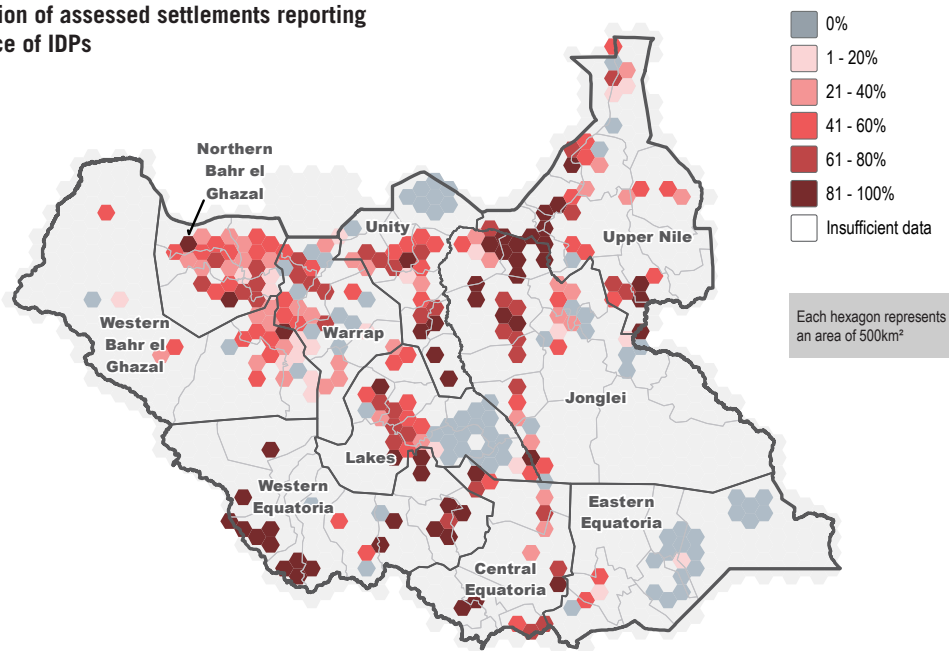 ion of assessed settlements reporting
ce of IDPs
0%
1 - 20%
21 - 40%
41 - 60%
61 - 80%
81 - 100%
Insufficient data
Each hexagon represents
an area of 500km²
Northern
Bahr el
Ghazal
Unity
Upper Nile
Western
Bahr el
Ghazal
Warrap
Jonglei
Lakes
Western
Equatoria
Eastern
Equatoria
Central
Equatoria